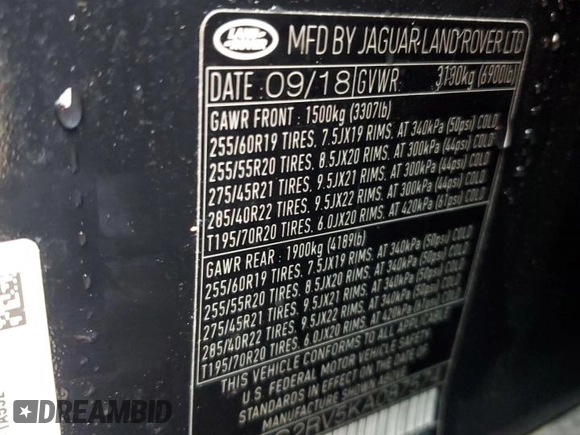 LAND
ROVER
MFD BY JAGUAR LAND ROVER LTD
DATE 09/18 GVWR 3130kg (6900lb)
GAWR FRONT : 1500kg (3307lb)
255/60R19 TIRES, 7.5JX19 RIMS, AT 340kPa (50psi) COLD
255/55R20 TIRES, 8.5JX20 RIMS, AT 300kPa (44psi) COLD
275/45R21 TIRES, 9.5JX21 RIMS, AT 300kPa (44psi) COLD
285/40R22 TIRES, 9.5JX22 RIMS, AT 300kPa (44psi) COLD
T195/70R20 TIRES, 6.0JX20 RIMS, AT 420kPa (61psi) COLD
GAWR REAR : 1900kg (4189lb)
255/60R19 TIRES, 7.5JX19 RIMS, AT 340kPa (50psi) COLD
255/55R20 TIRES, 8.5JX20 RIMS, AT 340kPa (50psi) COLD
275/45R21 TIRES, 9.5JX21 RIMS, AT 340kPa (50psi) COLD
285/40R22 TIRES, 9.5JX22 RIMS, AT 340kPa (50psi) COLD
T195/70R20 TIRES, 6.0JX20 RIMS, AT 420kPa (61psi) COLD
THIS VEHICLE CONFORMS TO ALL APPLICABLE
U.S. FEDERAL MOTOR VEHICLE SAFETY
STANDARDS IN EFFECT ON THE DATE OF
MANUFACTURE SHOWN ABOVE
DREAMBID